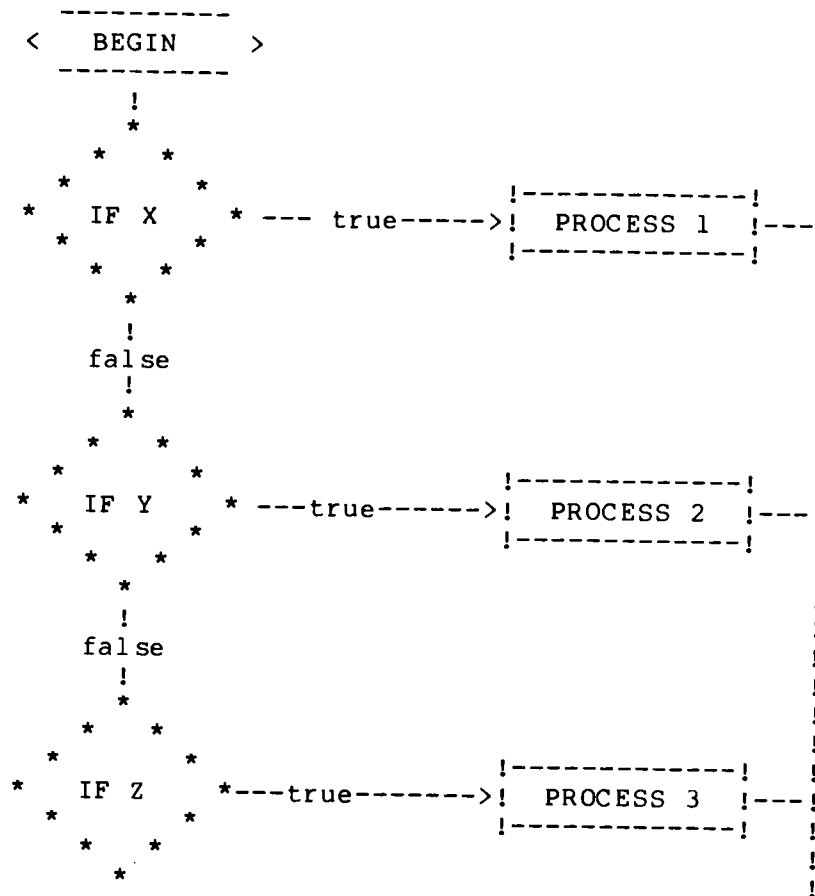 BEGIN
IF X
true
PROCESS 1
false
IF Y
true
PROCESS 2
false
IF Z
true
PROCESS 3